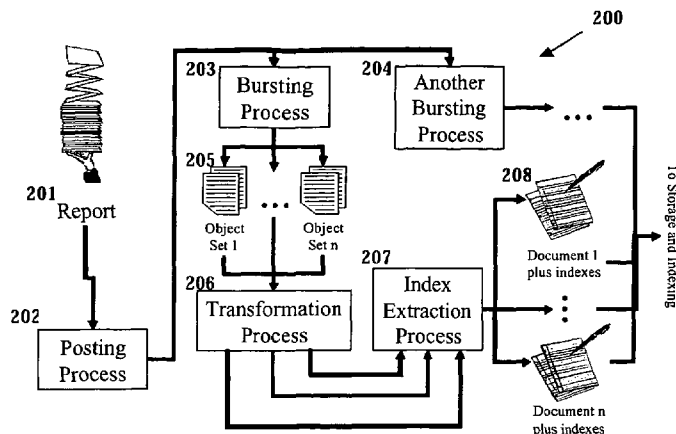 200
203
Bursting
Process
204
Another
Bursting
Process
...
201
Report
205
Object
Set 1
...
Object
Set n
208
Document 1
plus indexes
To Storage and Indexing
202
Posting
Process
206
Transformation
Process
207
Index
Extraction
Process
Document n
plus indexes